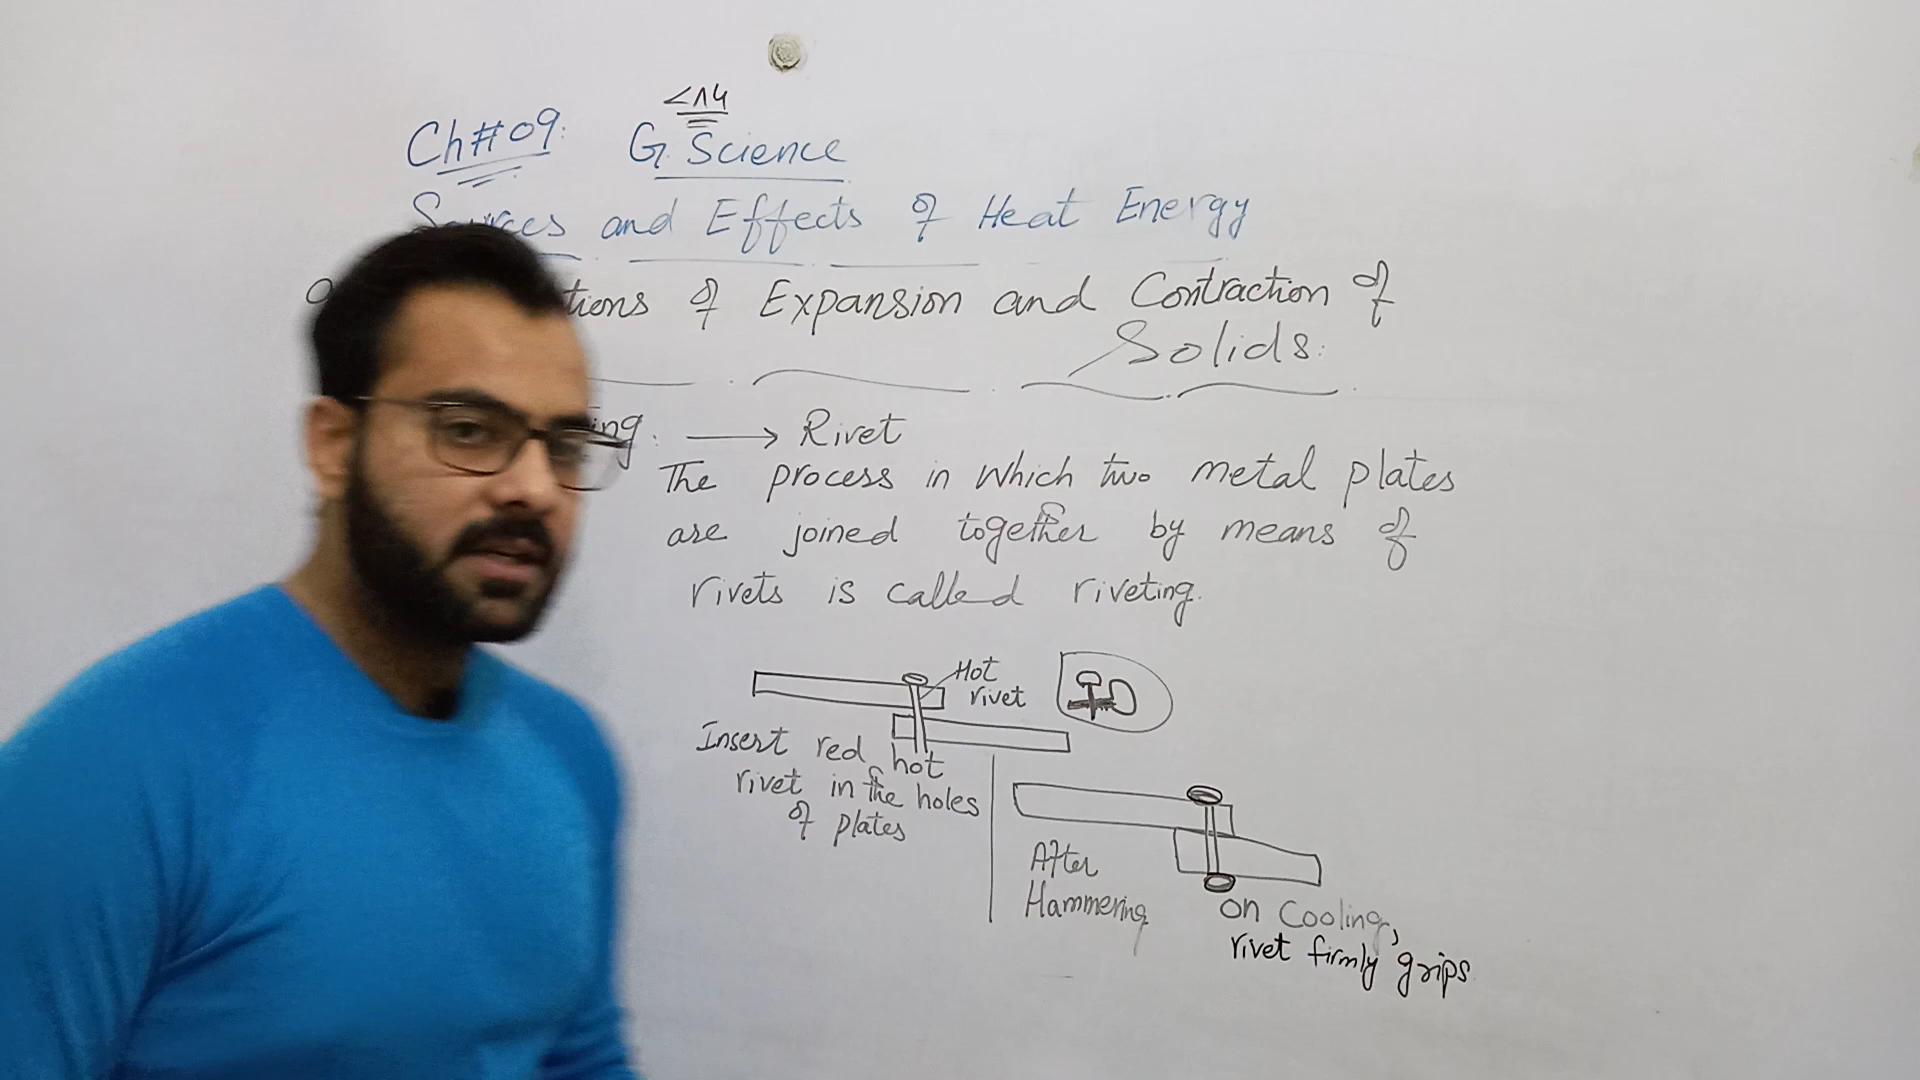 <14
Ch#09: G.Science
and Effects of Heat Energy
of Expansion and Contraction of
Solids:
→ Rivet
The process in which two metal plates
are joined together by means of
rivets is called riveting.
Hot
rivet
Insert red hot
rivet in the holes
of plates
After
Hammering
on Cooling,
rivet firmly grips